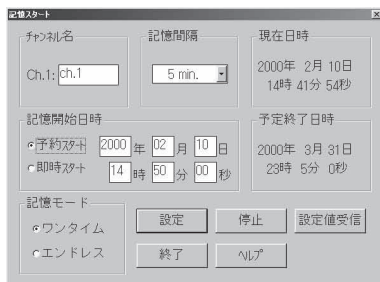 記憶スタート
チャンネル名
Ch.1: ch.1
記憶間隔
5 min.
現在日時
2000年 2月 10日
14時 41分 54秒
記憶開始日時
予約スタート 2000 年 02 月 10 日
即時スタート 14 時 50 分 00 秒
予定終了日時
2000年 3月 31日
23時 5分 0秒
記憶モード
ワンタイム
エンドレス
設定 停止 設定値受信
終了 ヘルプ